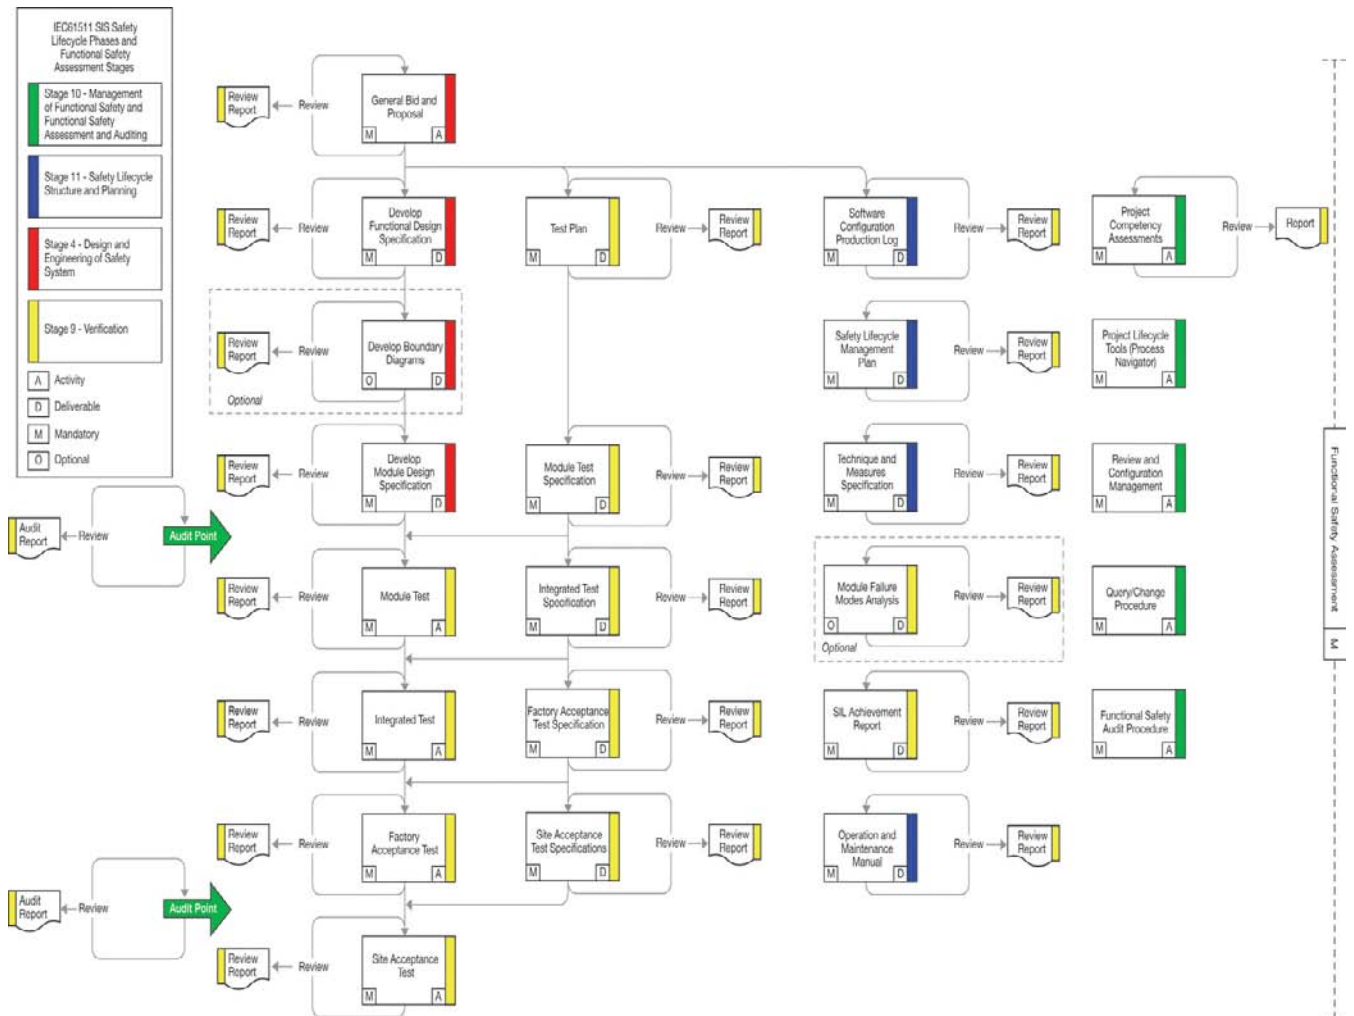 IEC61511 SIS Safety
Lifecycle Phases and
Functional Safety
Assessment Stages
Stage 10 - Management
of Functional Safety and
Functional Safety
Assessment and Auditing
Stage 11 - Safety Lifecycle
Structure and Planning
Stage 4 - Design and
Engineering of Safety
System
Stage 9 - Verification
A Activity
D Deliverable
M Mandatory
O Optional
Review
Report
Review
General Bid and
Proposal
M A
Review
Report
Review
Develop
Functional Design
Specification
M D
Test Plan
M D
Review
Review
Report
Software
Configuration
Production Log
M D
Review
Review
Report
Project
Competency
Assessments
M A
Review
Report
Review
Report
Review
Develop Boundary
Diagrams
O D
Optional
Safety Lifecycle
Management
Plan
M D
Review
Review
Report
Project Lifecycle
Tools (Process
Navigator)
M A
Review
Report
Review
Develop
Module Design
Specification
M D
Module Test
Specification
M D
Review
Review
Report
Technique and
Measures
Specification
M D
Review
Review
Report
Review and
Configuration
Management
M A
Audit
Report
Review
Audit Point
Review
Report
Review
Module Test
M A
Integrated Test
Specification
M D
Review
Review
Report
Module Failure
Modes Analysis
O D
Optional
Review
Review
Report
Query/Change
Procedure
M A
Review
Report
Review
Integrated Test
M A
Factory Acceptance
Test Specification
M D
Review
Review
Report
SIL Achievement
Report
M D
Review
Review
Report
Functional Safety
Audit Procedure
M A
Review
Report
Review
Factory
Acceptance Test
M A
Site Acceptance
Test Specifications
M D
Review
Review
Report
Operation and
Maintenance
Manual
M D
Review
Review
Report
Audit
Report
Review
Audit Point
Review
Report
Review
Site Acceptance
Test
M A
Functional Safety Assessment
M